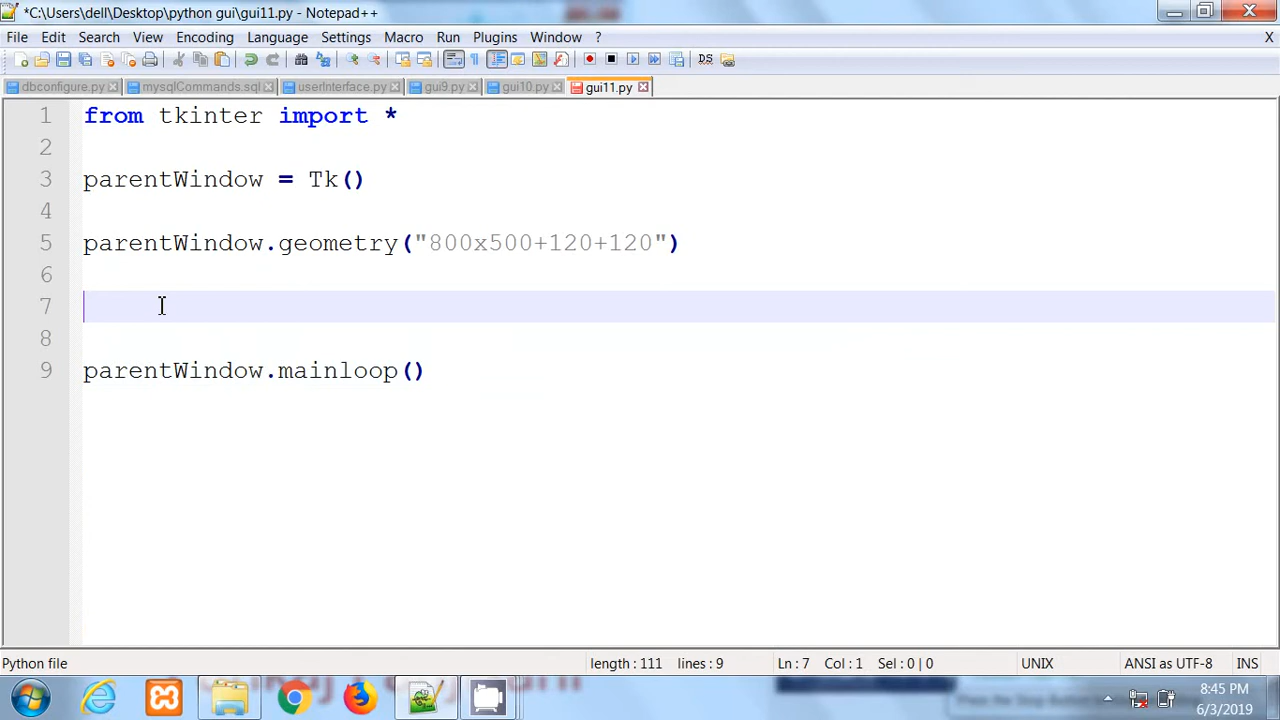 *C:\Users\dell\Desktop\python gui\gui11.py - Notepad++
File Edit Search View Encoding Language Settings Macro Run Plugins Window ? X
dbconfigure.py mysqlCommands.sql userInterface.py gui9.py gui10.py gui11.py
1 from tkinter import *
2
3 parentWindow = Tk()
4
5 parentWindow.geometry("800x500+120+120")
6
7
8
9 parentWindow.mainloop()
Python file length : 111 lines : 9 Ln : 7 Col : 1 Sel : 0 | 0 UNIX ANSI as UTF-8 INS
8:45 PM
6/3/2019